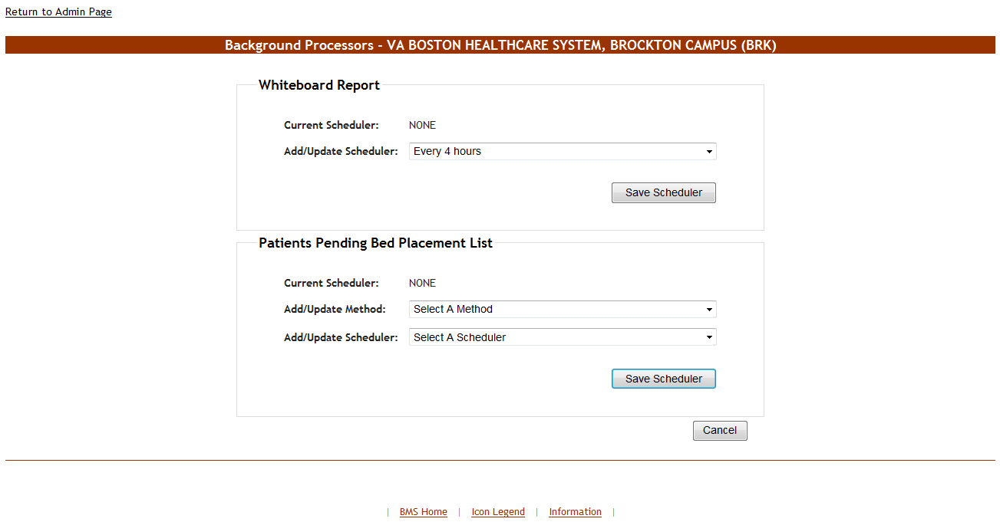 Return to Admin Page
Background Processors - VA BOSTON HEALTHCARE SYSTEM, BROCKTON CAMPUS (BRK)
Whiteboard Report
Current Scheduler: NONE
Add/Update Scheduler: Every 4 hours
Save Scheduler
Patients Pending Bed Placement List
Current Scheduler: NONE
Add/Update Method: Select A Method
Add/Update Scheduler: Select A Scheduler
Save Scheduler
Cancel
| BMS Home | Icon Legend | Information |